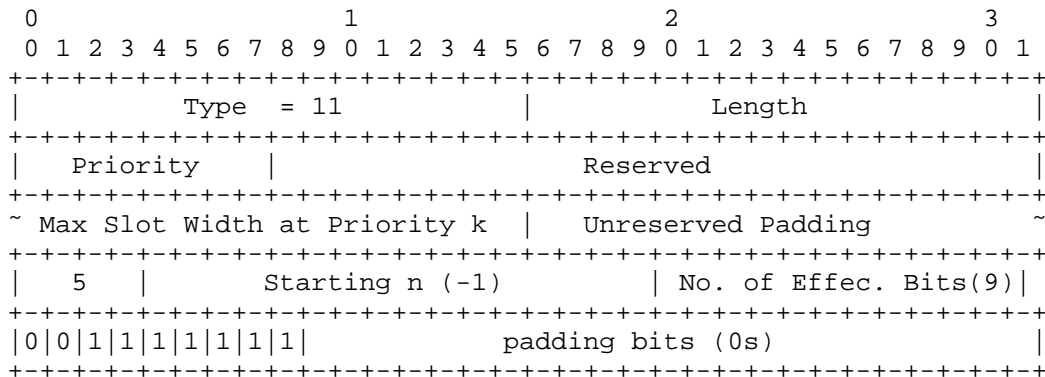 0                   1                   2                   3
 0 1 2 3 4 5 6 7 8 9 0 1 2 3 4 5 6 7 8 9 0 1 2 3 4 5 6 7 8 9 0 1
+-+-+-+-+-+-+-+-+-+-+-+-+-+-+-+-+-+-+-+-+-+-+-+-+-+-+-+-+-+-+-+-+
|          Type  = 11           |           Length              |
+-+-+-+-+-+-+-+-+-+-+-+-+-+-+-+-+-+-+-+-+-+-+-+-+-+-+-+-+-+-+-+-+
|   Priority    |                   Reserved                    |
+-+-+-+-+-+-+-+-+-+-+-+-+-+-+-+-+-+-+-+-+-+-+-+-+-+-+-+-+-+-+-+-+
~ Max Slot Width at Priority k  |   Unreserved Padding          ~
+-+-+-+-+-+-+-+-+-+-+-+-+-+-+-+-+-+-+-+-+-+-+-+-+-+-+-+-+-+-+-+-+
|   5   |       Starting n (-1)         | No. of Effec. Bits(9)|
+-+-+-+-+-+-+-+-+-+-+-+-+-+-+-+-+-+-+-+-+-+-+-+-+-+-+-+-+-+-+-+-+
|0|0|1|1|1|1|1|1|1|            padding bits (0s)                |
+-+-+-+-+-+-+-+-+-+-+-+-+-+-+-+-+-+-+-+-+-+-+-+-+-+-+-+-+-+-+-+-+